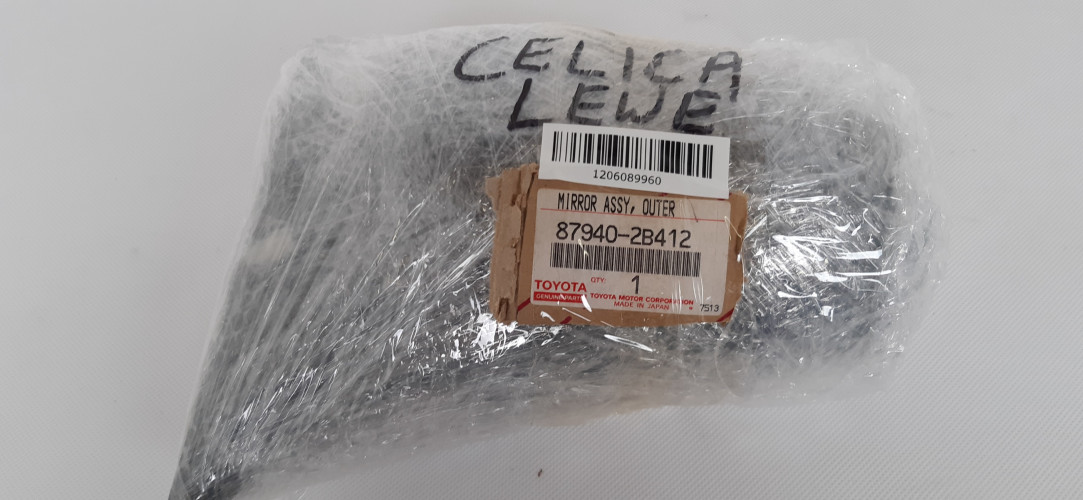 CELICA
LEWE
1206089960
MIRROR ASSY, OUTER
87940-2B412
QTY. 1
TOYOTA
GENUINE PARTS TOYOTA MOTOR CORPORATION
MADE IN JAPAN 7513